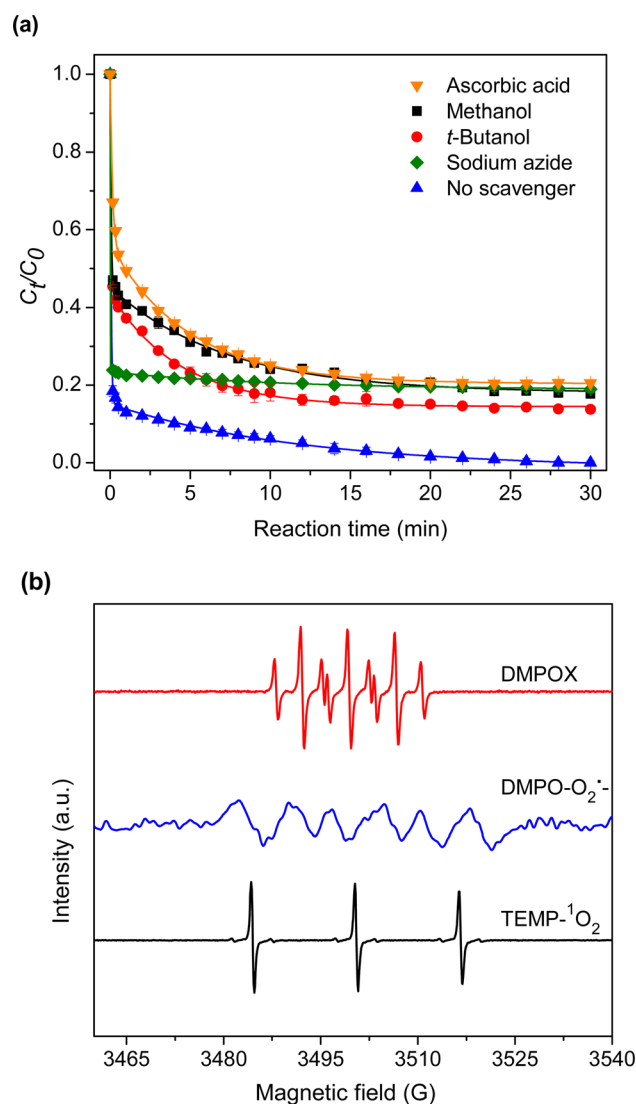 (a)
1.0
0.8
0.6
0.4
0.2
0.0
Cₜ/C₀
Ascorbic acid
Methanol
t-Butanol
Sodium azide
No scavenger
0 5 10 15 20 25 30
Reaction time (min)
(b)
Intensity (a.u.)
DMPOX
DMPO-O₂˙-
TEMP-¹O₂
3465 3480 3495 3510 3525 3540
Magnetic field (G)